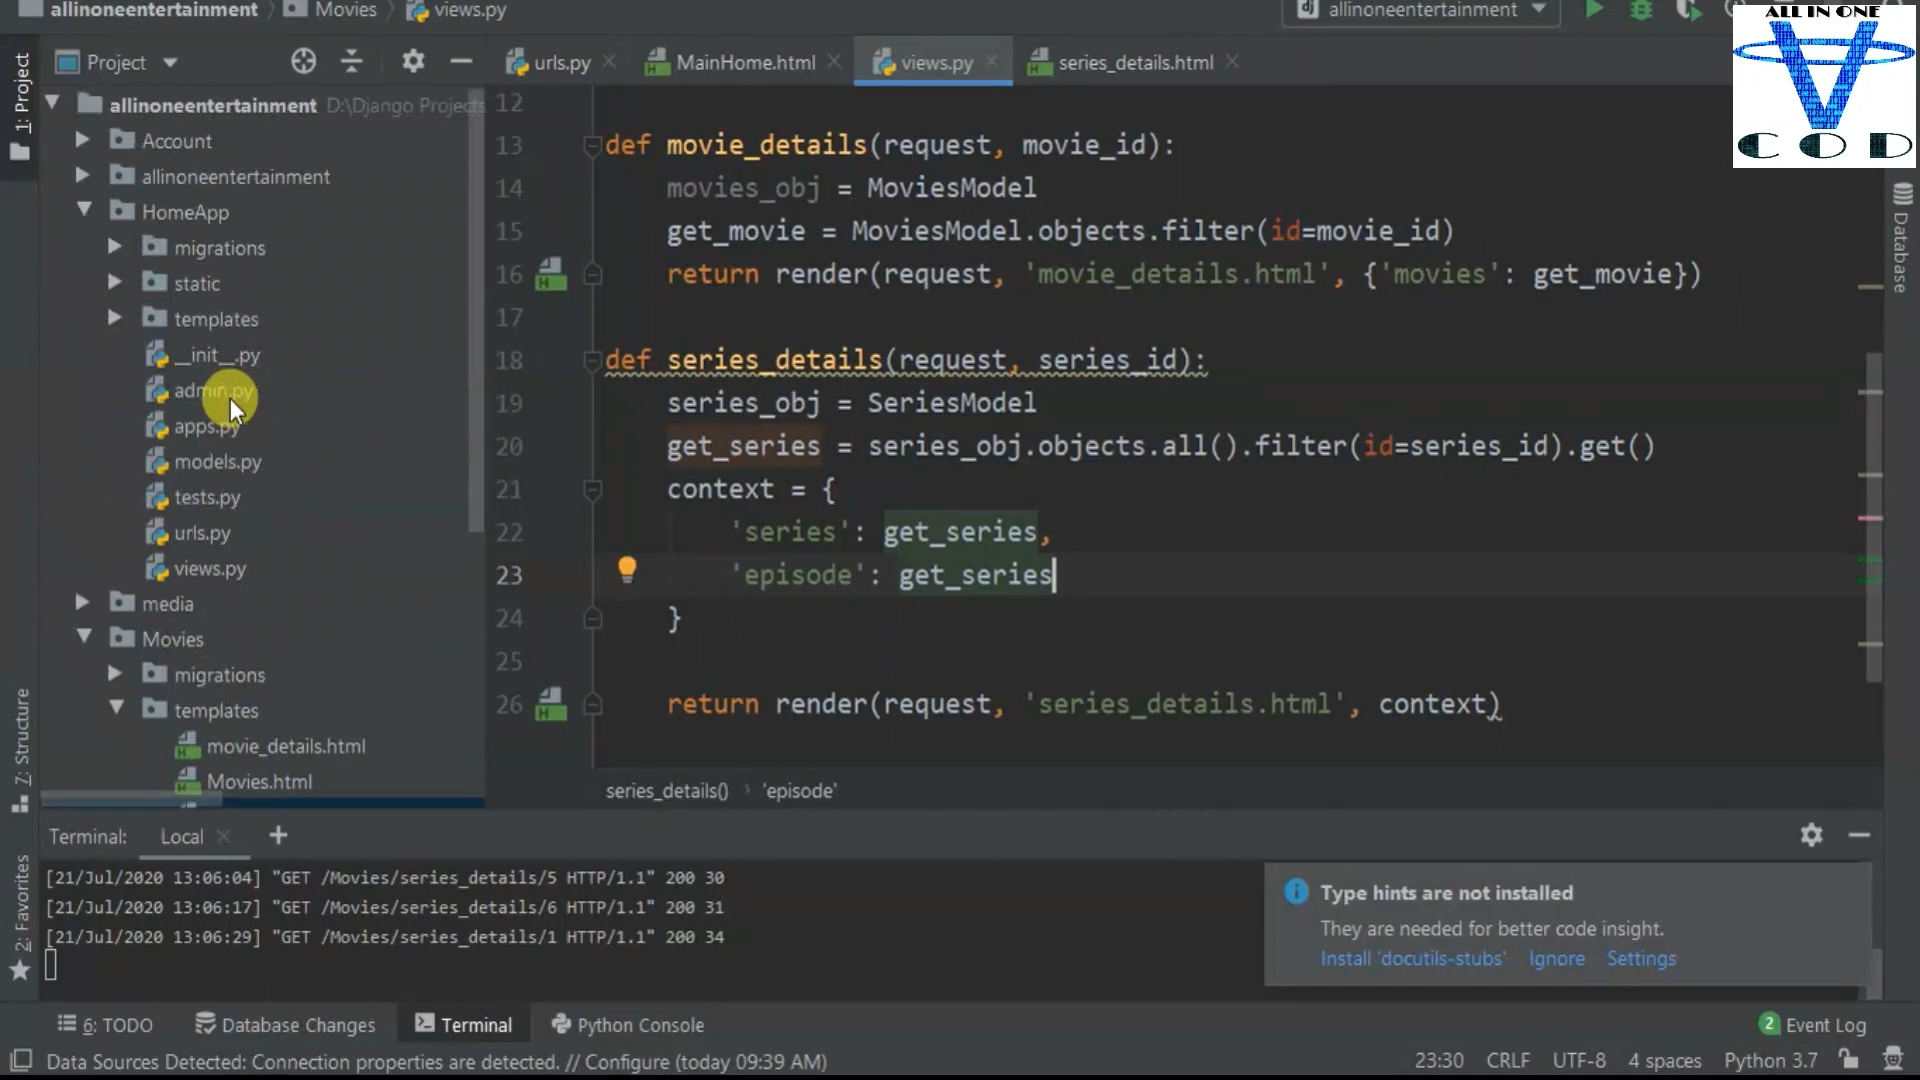 allinoneentertainment Movies views.py
allinoneentertainment
ALL IN ONE
COD
1: Project
Project
urls.py
MainHome.html
views.py
series_details.html
Database
allinoneentertainment D:\Django Projects
Account
allinoneentertainment
HomeApp
migrations
static
templates
__init__.py
admin.py
apps.py
models.py
tests.py
urls.py
views.py
media
Movies
migrations
templates
movie_details.html
Movies.html
12
13 def movie_details(request, movie_id):
14 movies_obj = MoviesModel
15 get_movie = MoviesModel.objects.filter(id=movie_id)
16 return render(request, 'movie_details.html', {'movies': get_movie})
17
18 def series_details(request, series_id):
19 series_obj = SeriesModel
20 get_series = series_obj.objects.all().filter(id=series_id).get()
21 context = {
22 'series': get_series,
23 'episode': get_series
24 }
25
26 return render(request, 'series_details.html', context)
series_details() 'episode'
7: Structure
2: Favorites
Terminal: Local
[21/Jul/2020 13:06:04] "GET /Movies/series_details/5 HTTP/1.1" 200 30
[21/Jul/2020 13:06:17] "GET /Movies/series_details/6 HTTP/1.1" 200 31
[21/Jul/2020 13:06:29] "GET /Movies/series_details/1 HTTP/1.1" 200 34
Type hints are not installed
They are needed for better code insight.
Install 'docutils-stubs' Ignore Settings
6: TODO Database Changes Terminal Python Console
2 Event Log
Data Sources Detected: Connection properties are detected. // Configure (today 09:39 AM)
23:30 CRLF UTF-8 4 spaces Python 3.7